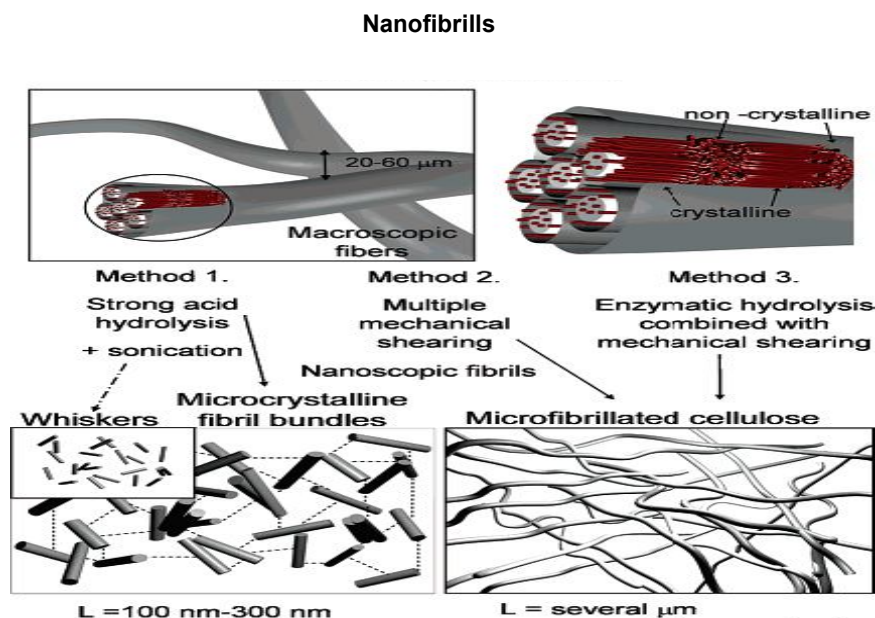 Nanofibrills
non -crystalline
20-60 μm
crystalline
Macroscopic
fibers
Method 1.
Method 2.
Method 3.
Strong acid
hydrolysis
+ sonication
Multiple
mechanical
shearing
Enzymatic hydrolysis
combined with
mechanical shearing
Nanoscopic fibrils
Whiskers
Microcrystalline
fibril bundles
Microfibrillated cellulose
L =100 nm-300 nm
L = several μm